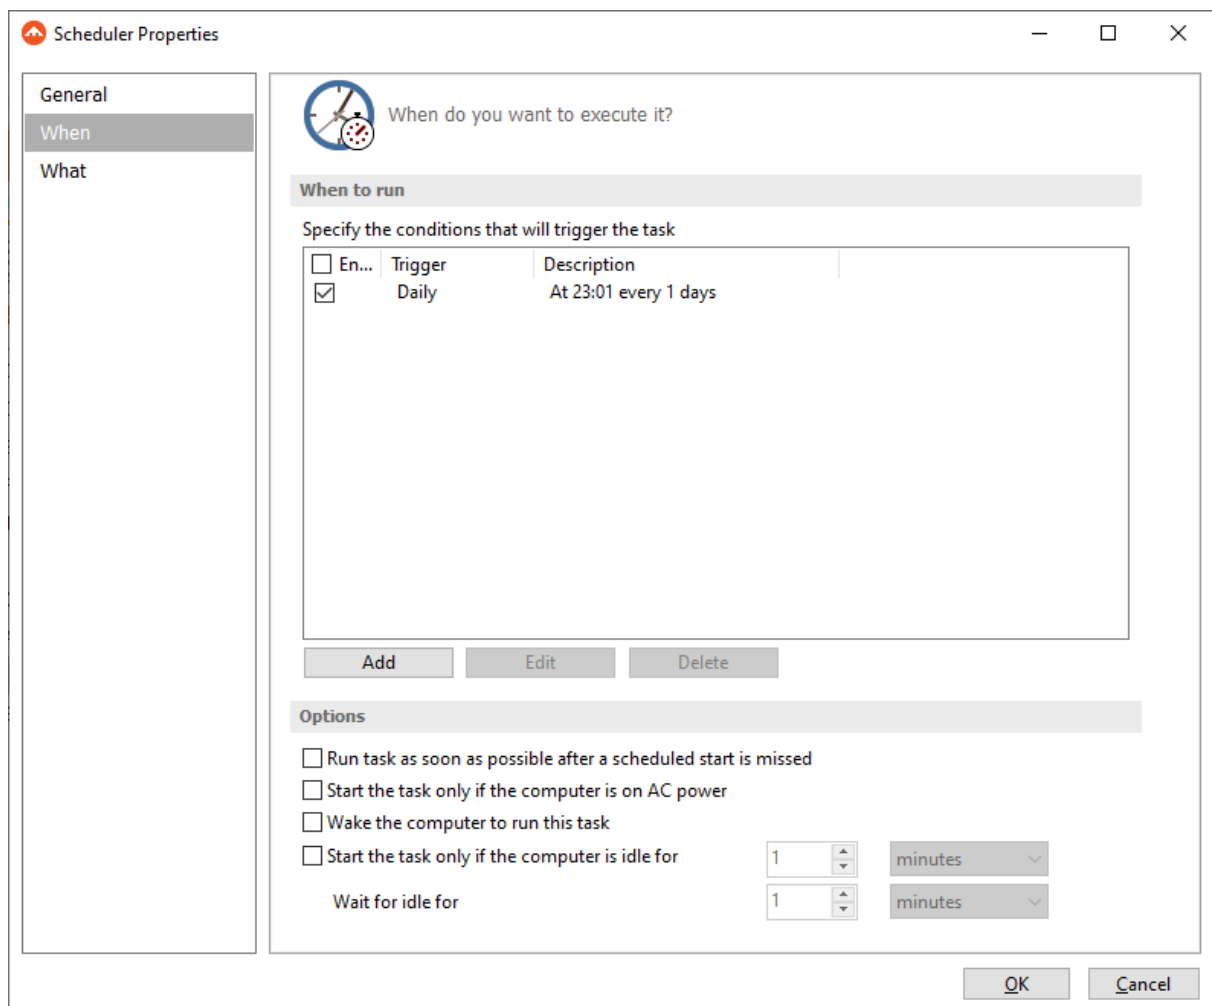 Scheduler Properties
General
When
What
When do you want to execute it?
When to run
Specify the conditions that will trigger the task
En... Trigger Description
Daily At 23:01 every 1 days
Add Edit Delete
Options
Run task as soon as possible after a scheduled start is missed
Start the task only if the computer is on AC power
Wake the computer to run this task
Start the task only if the computer is idle for 1 minutes
Wait for idle for 1 minutes
OK Cancel